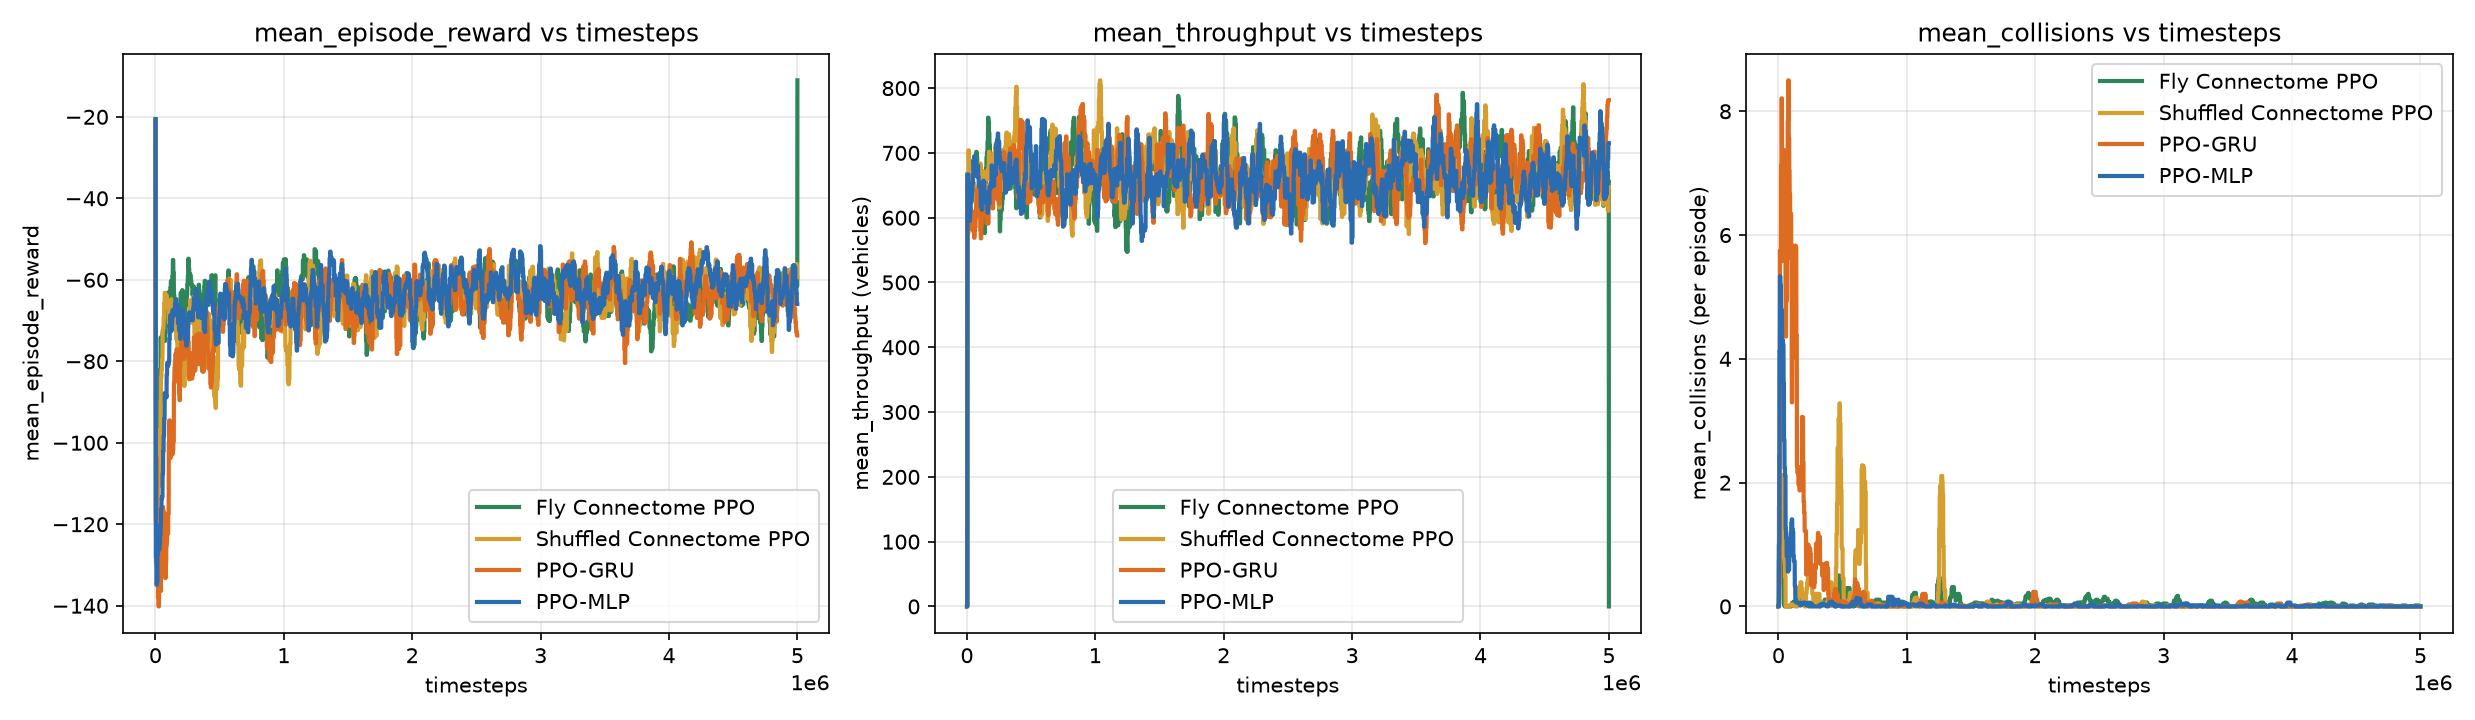 mean_episode_reward vs timesteps
mean_episode_reward
−20
−40
−60
−80
−100
−120
−140
0 1 2 3 4 5
1e6
timesteps
Fly Connectome PPO
Shuffled Connectome PPO
PPO-GRU
PPO-MLP
mean_throughput vs timesteps
mean_throughput (vehicles)
800
700
600
500
400
300
200
100
0
0 1 2 3 4 5
1e6
timesteps
Fly Connectome PPO
Shuffled Connectome PPO
PPO-GRU
PPO-MLP
mean_collisions vs timesteps
mean_collisions (per episode)
8
6
4
2
0
0 1 2 3 4 5
1e6
timesteps
Fly Connectome PPO
Shuffled Connectome PPO
PPO-GRU
PPO-MLP